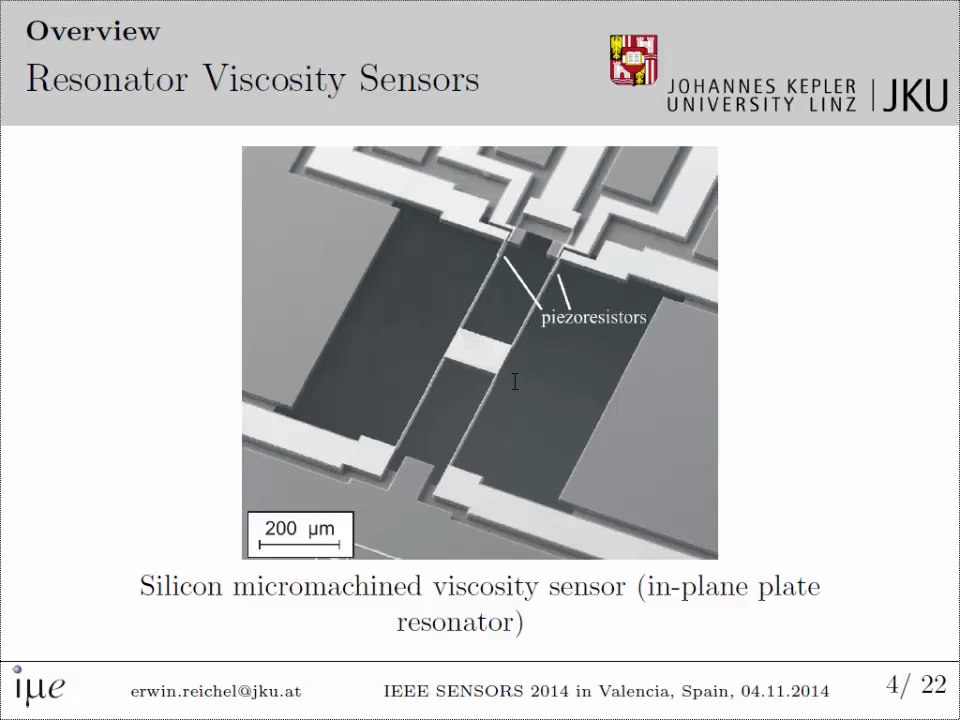 Overview
Resonator Viscosity Sensors
JOHANNES KEPLER
UNIVERSITY LINZ
JKU
piezoresistors
200 µm
Silicon micromachined viscosity sensor (in-plane plate
resonator)
iµe
erwin.reichel@jku.at
IEEE SENSORS 2014 in Valencia, Spain, 04.11.2014
4/ 22